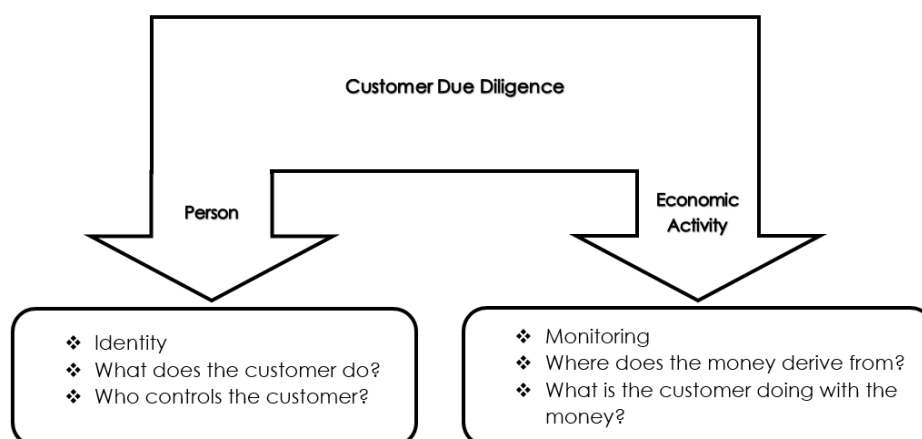 Customer Due Diligence
Person
Economic
Activity
❖ Identity
❖ What does the customer do?
❖ Who controls the customer?
❖ Monitoring
❖ Where does the money derive from?
❖ What is the customer doing with the
money?